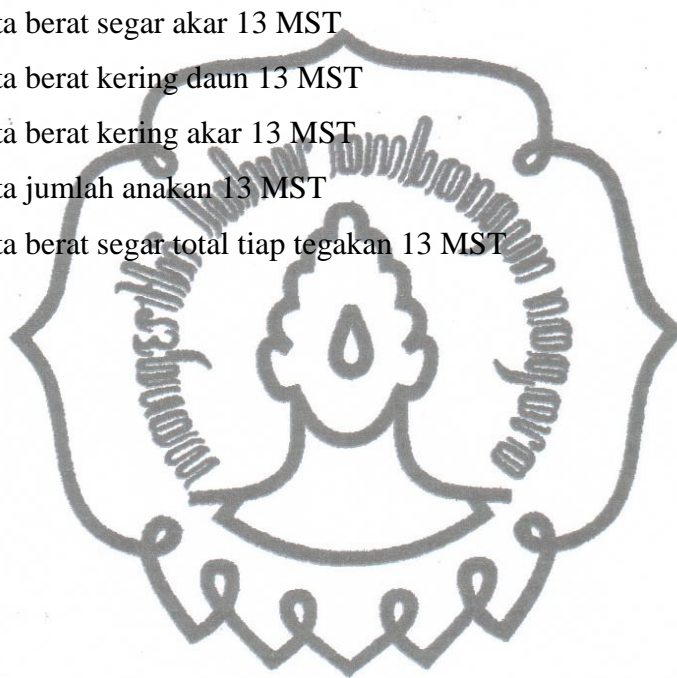 ta berat segar akar 13 MST
ta berat kering daun 13 MST
ta berat kering akar 13 MST
ta jumlah anakan 13 MST
ta berat segar total tiap tegakan 13 MST